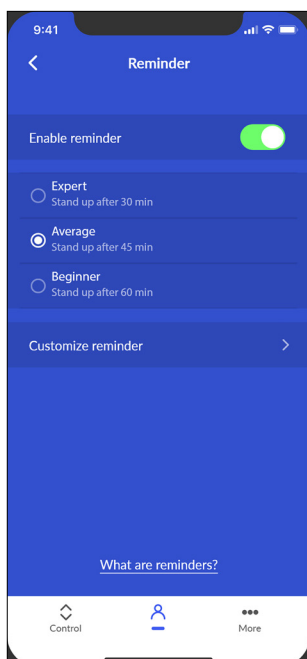 9:41
Reminder
Enable reminder
Expert
Stand up after 30 min
Average
Stand up after 45 min
Beginner
Stand up after 60 min
Customize reminder
What are reminders?
Control
More